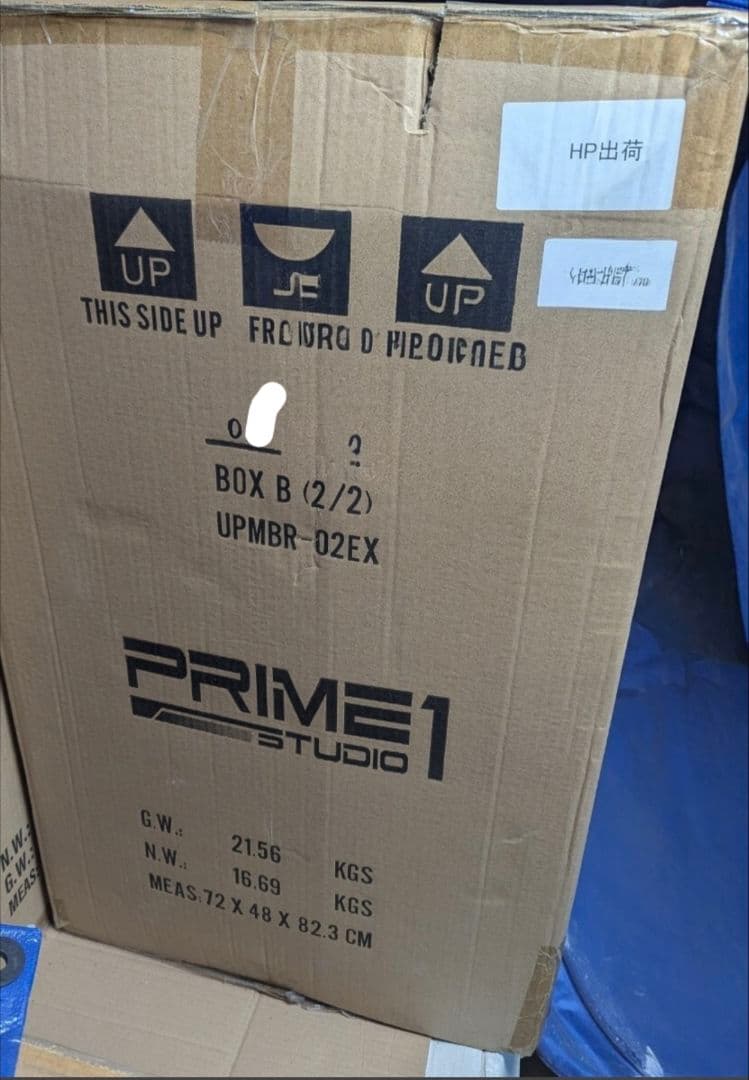 HP出荷
UP
UP
THIS SIDE UP
BOX B (2/2)
UPMBR-02EX
PRIME 1
STUDIO
G.W.: 21.56 KGS
N.W.: 16.69 KGS
MEAS:72 X 48 X 82.3 CM
N.W.:
G.W.:
MEAS: